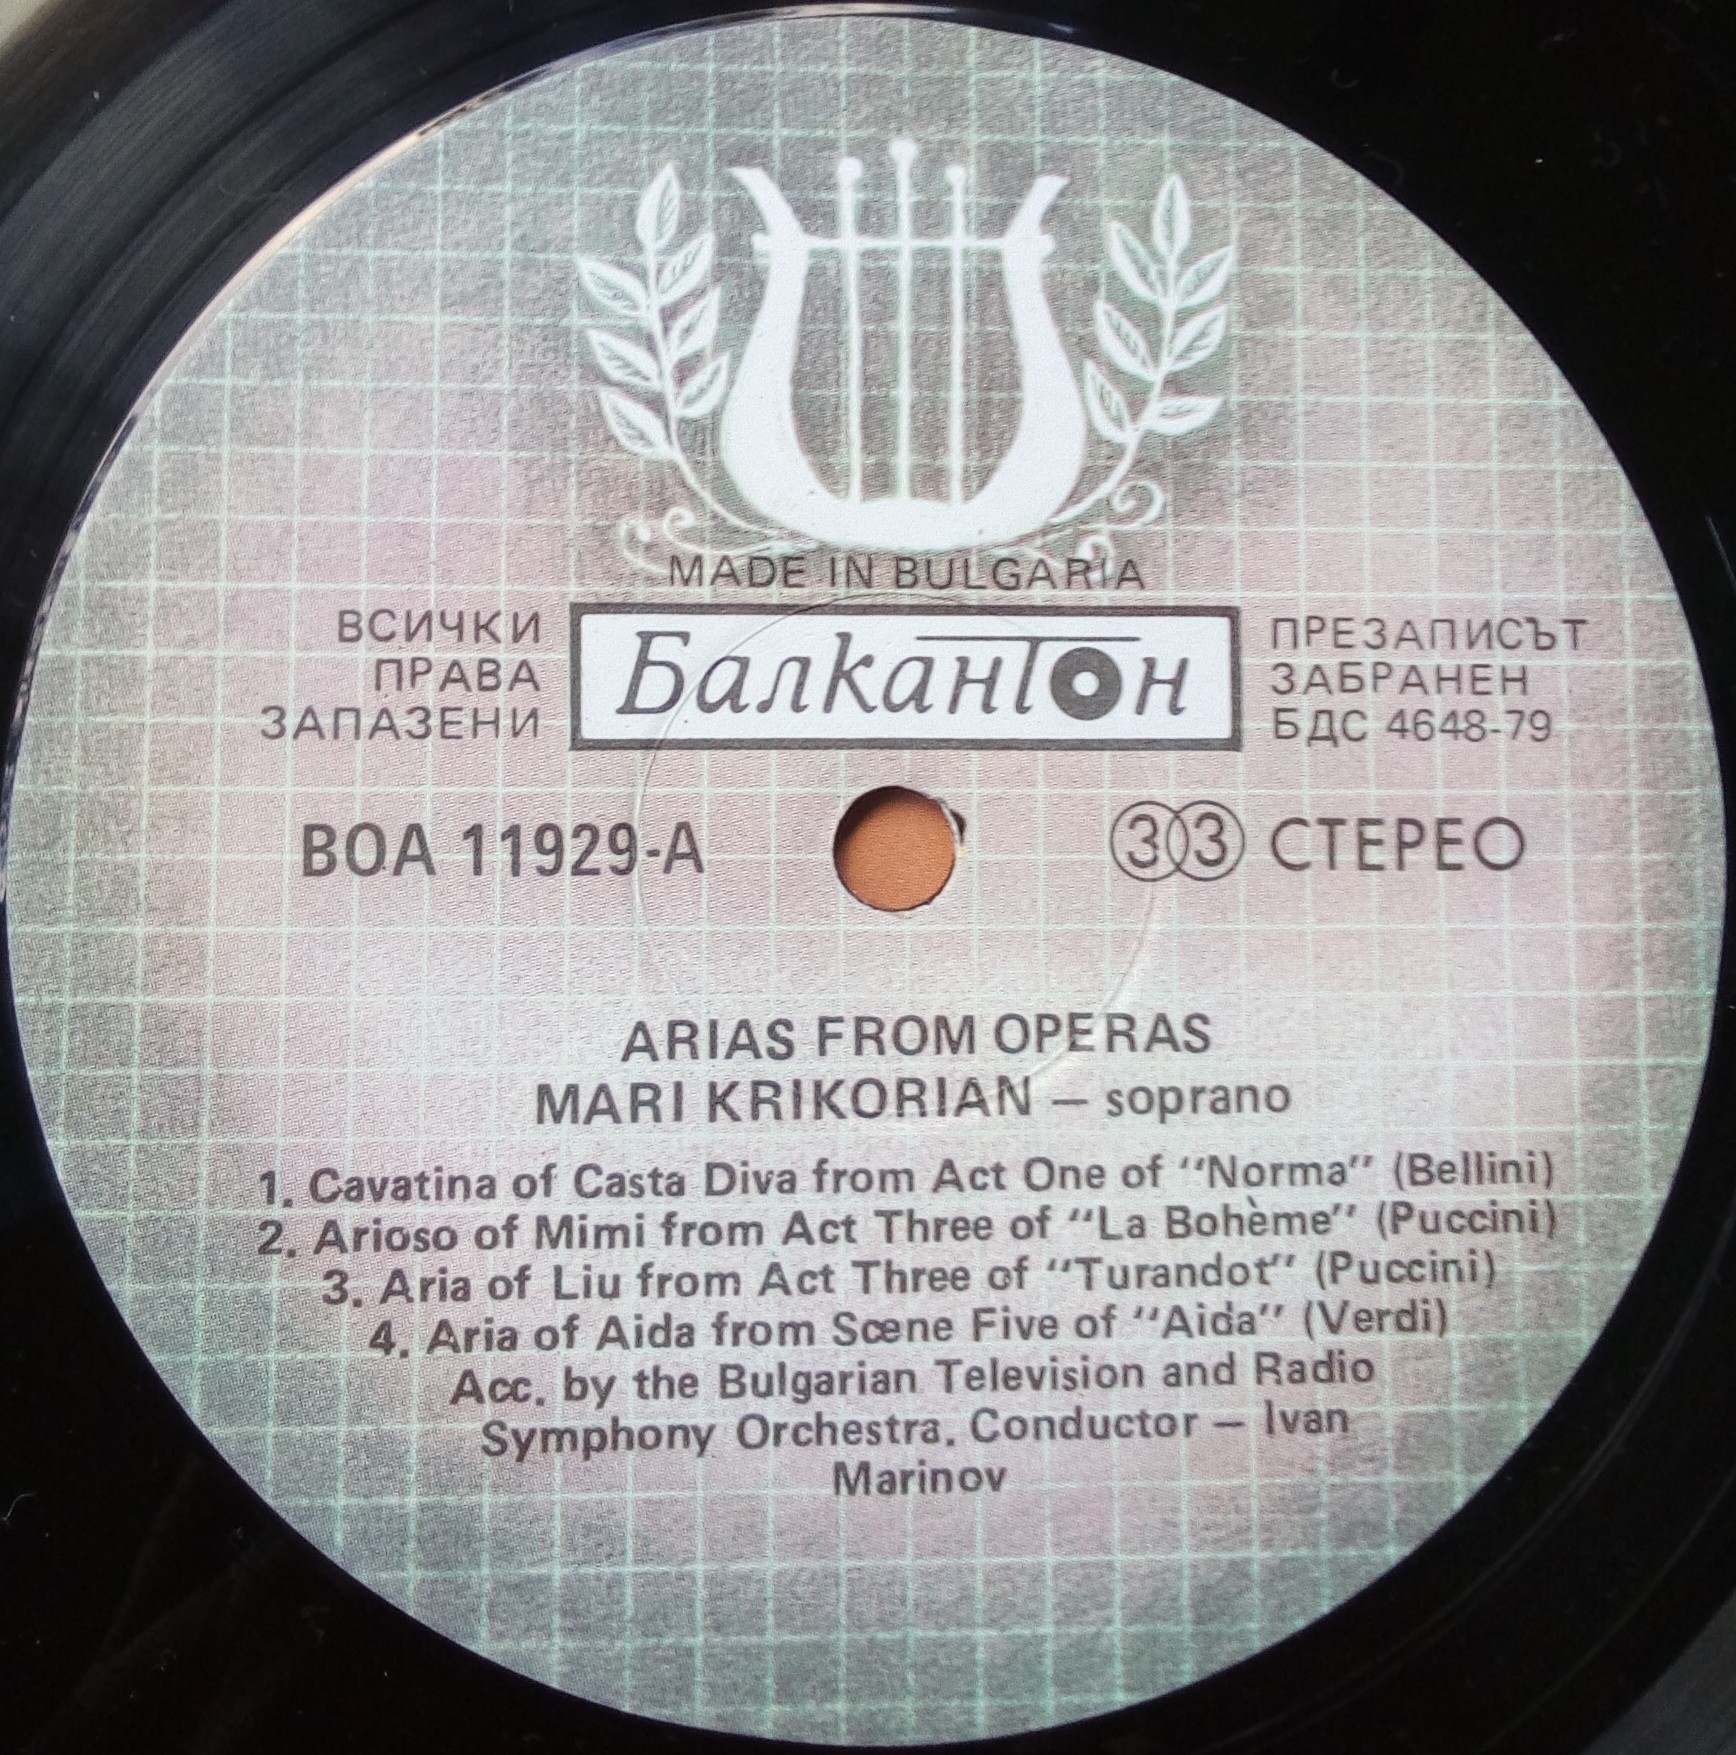 MADE IN BULGARIA
ВСИЧКИ
ПРАВА
ЗАПАЗЕНИ
Балкантон
ПРЕЗАПИСЪТ
ЗАБРАНЕН
БДС 4648-79
ВОА 11929-А
33 СТЕРЕО
ARIAS FROM OPERAS
MARI KRIKORIAN — soprano
1. Cavatina of Casta Diva from Act One of "Norma" (Bellini)
2. Arioso of Mimi from Act Three of "La Bohème" (Puccini)
3. Aria of Liu from Act Three of "Turandot" (Puccini)
4. Aria of Aida from Scœne Five of "Aida" (Verdi)
Acc. by the Bulgarian Television and Radio
Symphony Orchestra. Conductor — Ivan
Marinov